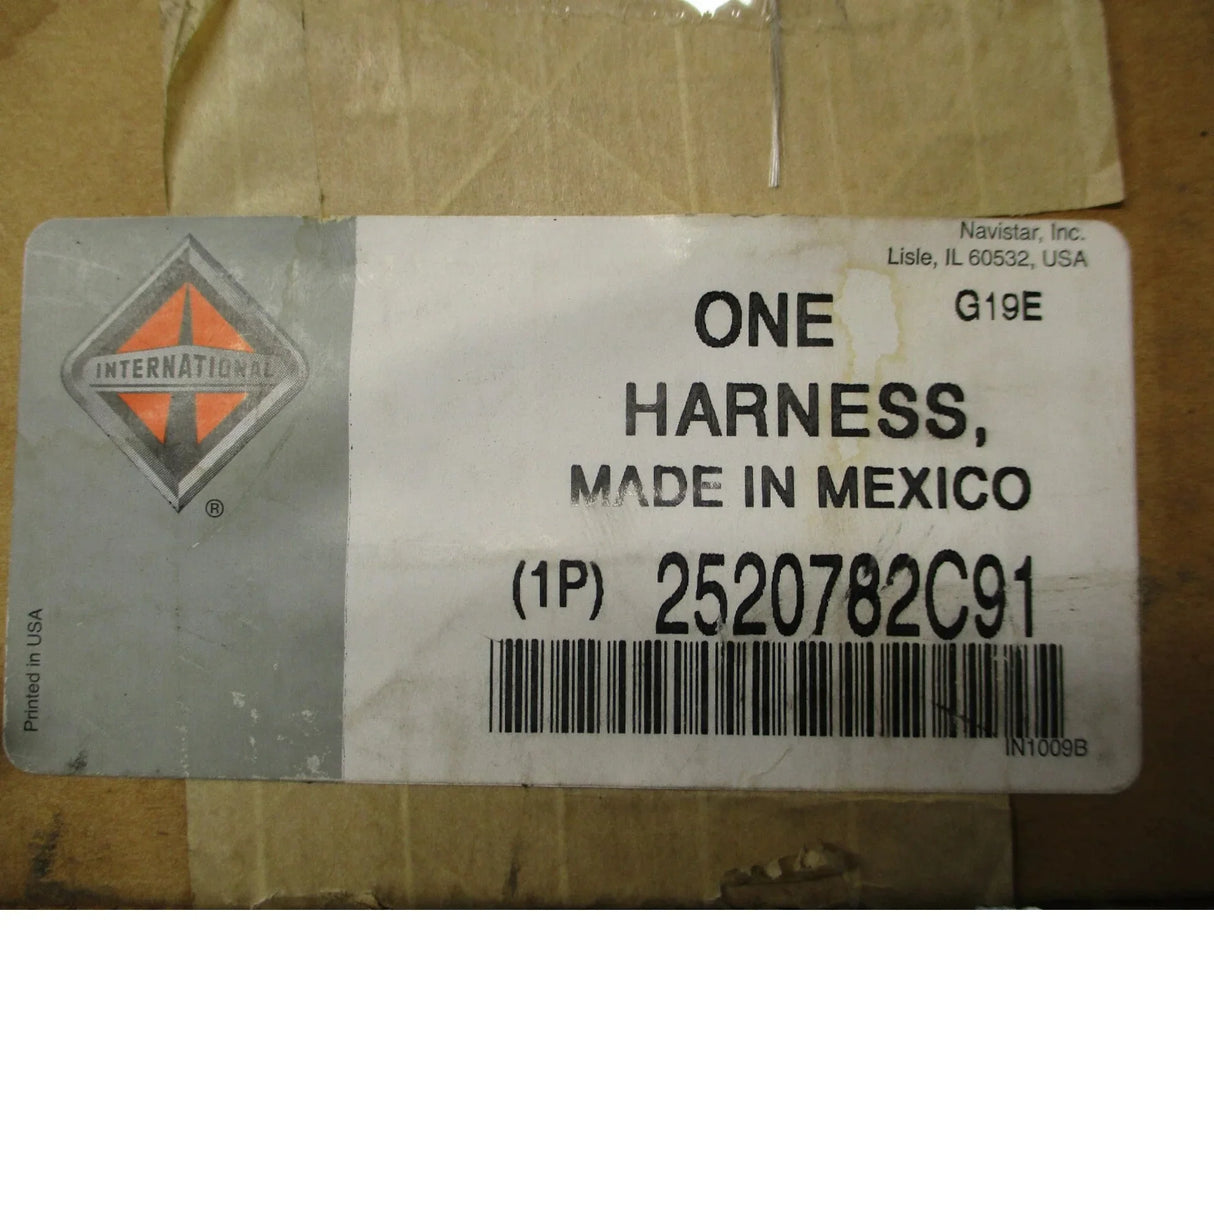 Navistar, Inc.
Lisle, IL 60532, USA
ONE G19E
HARNESS,
MADE IN MEXICO
(1P) 2520782C91
IN1009B
INTERNATIONAL
®
Printed in USA